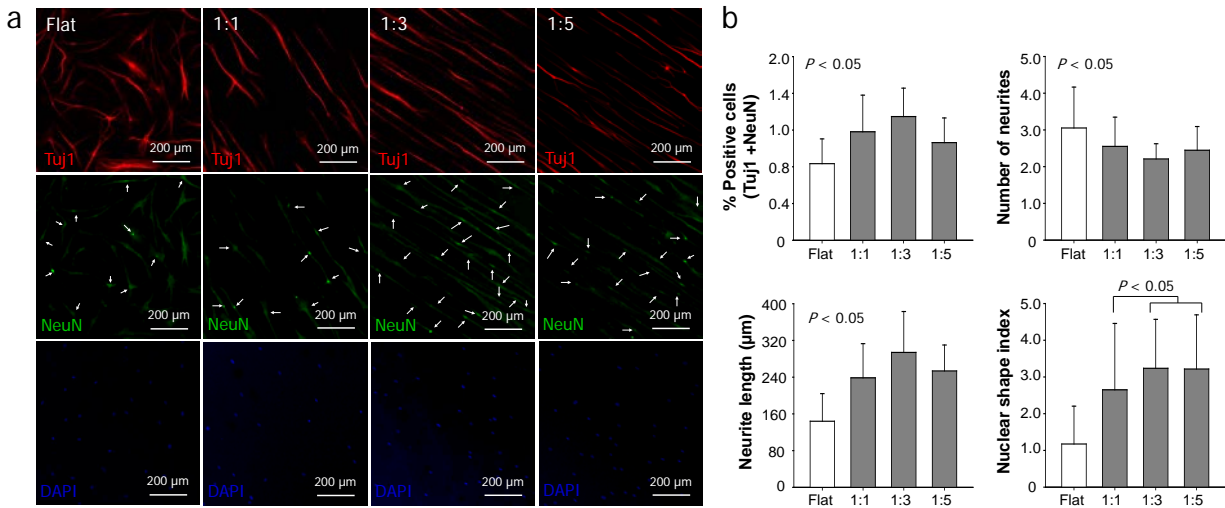 a
Flat
1:1
1:3
1:5
Tuj1
200 µm
Tuj1
200 µm
Tuj1
200 µm
Tuj1
200 µm
NeuN
200 µm
NeuN
200 µm
NeuN
200 µm
NeuN
200 µm
DAPI
200 µm
DAPI
200 µm
DAPI
200 µm
DAPI
200 µm
b
% Positive cells
(Tuj1 +NeuN)
2.0
1.6
1.0
0.8
0.4
0
P < 0.05
Flat
1:1
1:3
1:5
Number of neurites
5.0
4.0
3.0
2.0
1.0
0
P < 0.05
Flat
1:1
1:3
1:5
Neurite length (µm)
400
320
240
160
80
0
P < 0.05
Flat
1:1
1:3
1:5
Nuclear shape index
5.0
4.0
3.0
2.0
1.0
0
P < 0.05
Flat
1:1
1:3
1:5